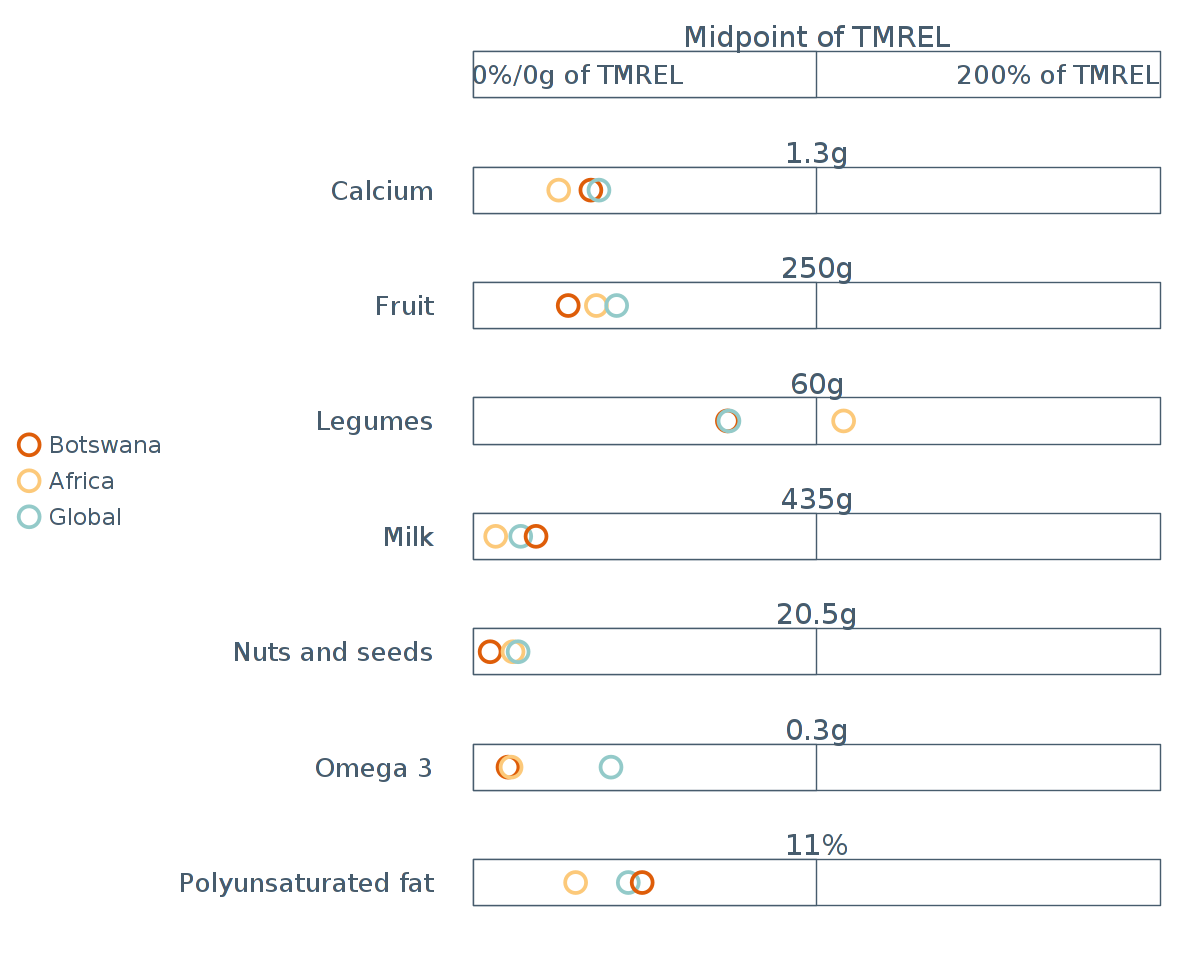 Midpoint of TMREL
0%/0g of TMREL
200% of TMREL
1.3g
Calcium
250g
Fruit
60g
Legumes
Botswana
Africa
Global
435g
Milk
20.5g
Nuts and seeds
0.3g
Omega 3
11%
Polyunsaturated fat